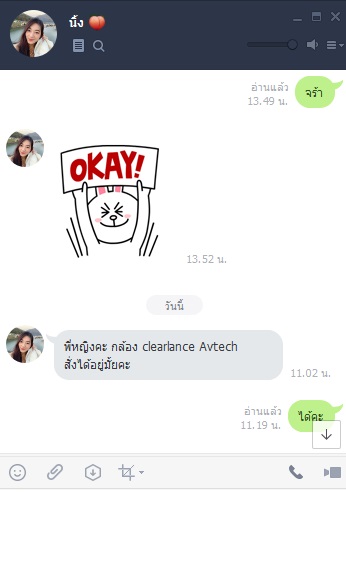 นี้ง 🍑
อ่านแล้ว
13.49 น.
จร้า
OKAY!
13.52 น.
วันนี้
พี่หญิงคะ กล้อง clearlance Avtech
สั่งได้อยู่มั้ยคะ
11.02 น.
อ่านแล้ว
11.19 น.
ได้คะ